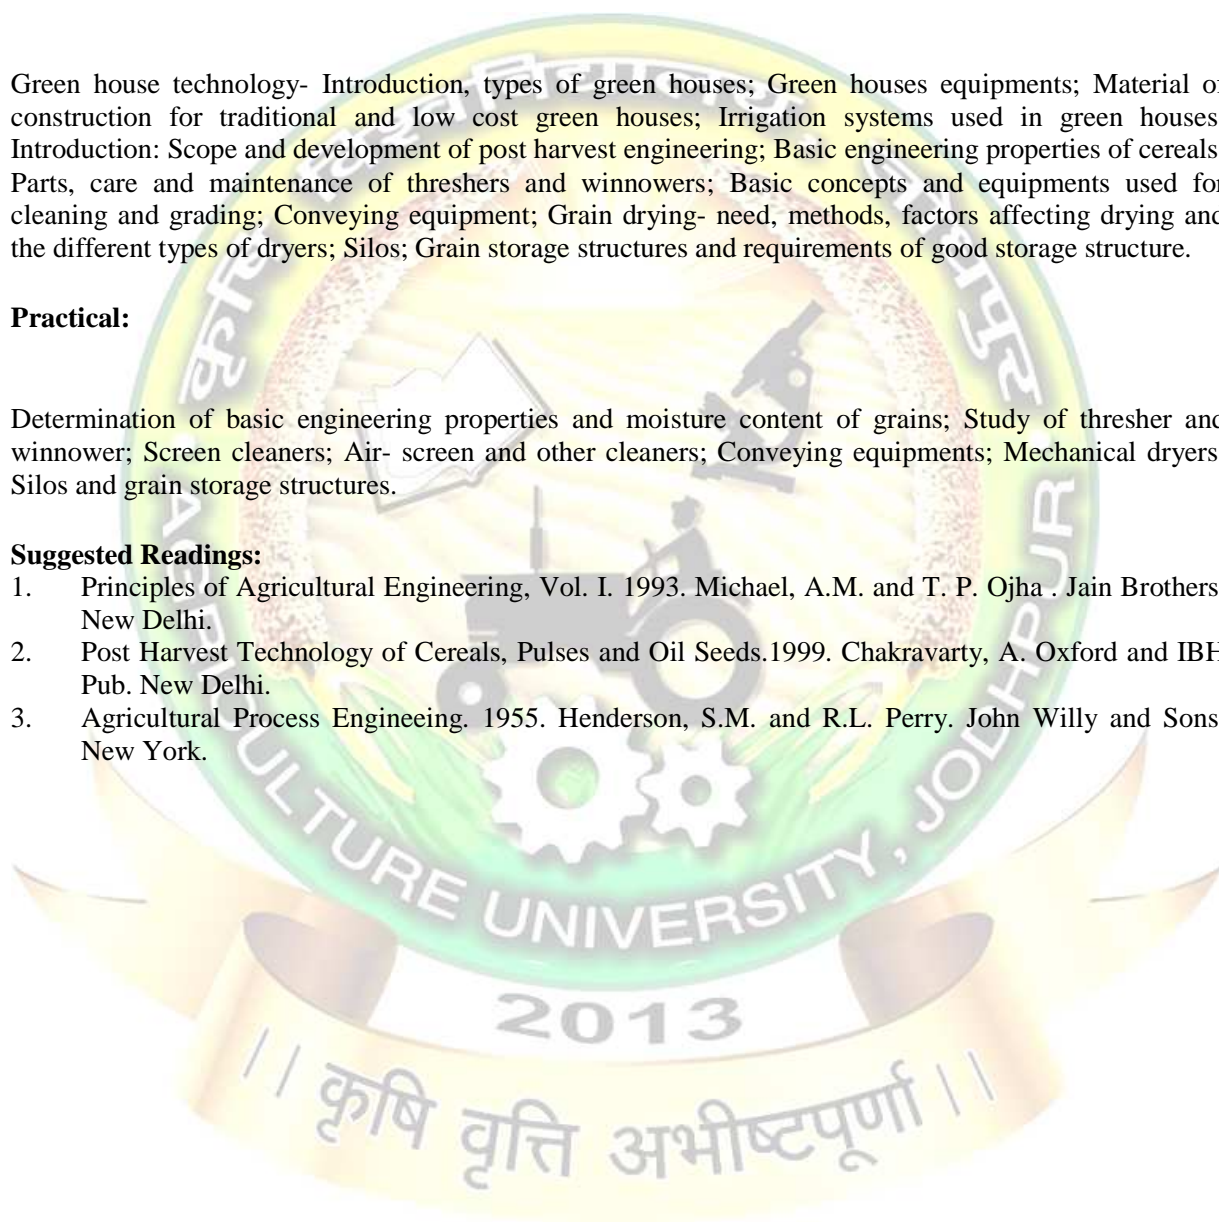 Green house technology- Introduction, types of green houses; Green houses equipments; Material of
construction for traditional and low cost green houses; Irrigation systems used in green houses
Introduction: Scope and development of post harvest engineering; Basic engineering properties of cereals
Parts, care and maintenance of threshers and winnowers; Basic concepts and equipments used for
cleaning and grading; Conveying equipment; Grain drying- need, methods, factors affecting drying and
the different types of dryers; Silos; Grain storage structures and requirements of good storage structure.
Practical:
Determination of basic engineering properties and moisture content of grains; Study of thresher and
winnower; Screen cleaners; Air- screen and other cleaners; Conveying equipments; Mechanical dryers
Silos and grain storage structures.
Suggested Readings:
1. Principles of Agricultural Engineering, Vol. I. 1993. Michael, A.M. and T. P. Ojha . Jain Brothers
New Delhi.
2. Post Harvest Technology of Cereals, Pulses and Oil Seeds.1999. Chakravarty, A. Oxford and IBH
Pub. New Delhi.
3. Agricultural Process Engineeing. 1955. Henderson, S.M. and R.L. Perry. John Willy and Sons
New York.
कृषि विश्वविद्यालय, जोधपुर
AGRICULTURE UNIVERSITY, JODHPUR
2013
|| कृषि वृत्ति अभीष्टपूर्णा ||